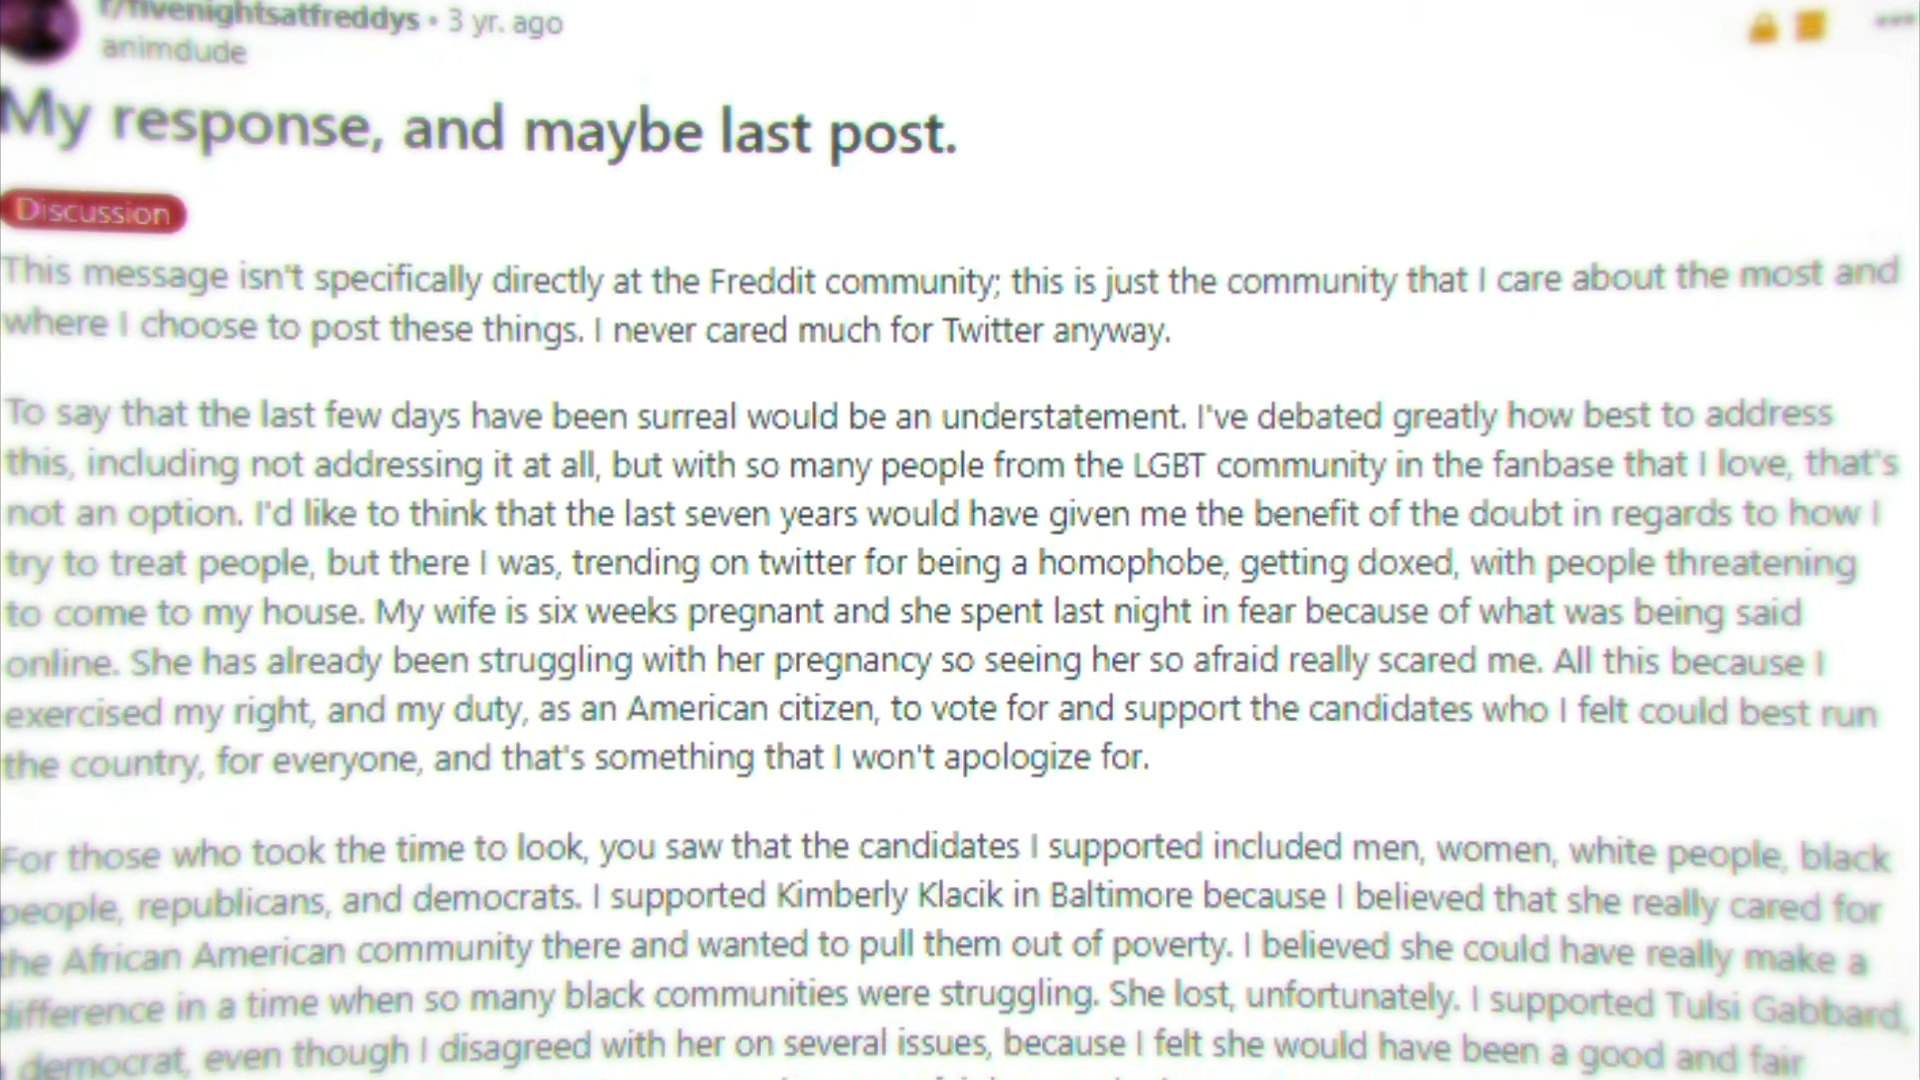 r/fivenightsatfreddys • 3 yr. ago
animdude
My response, and maybe last post.
Discussion
This message isn't specifically directly at the Freddit community; this is just the community that I care about the most and
where I choose to post these things. I never cared much for Twitter anyway.
To say that the last few days have been surreal would be an understatement. I've debated greatly how best to address
this, including not addressing it at all, but with so many people from the LGBT community in the fanbase that I love, that's
not an option. I'd like to think that the last seven years would have given me the benefit of the doubt in regards to how I
try to treat people, but there I was, trending on twitter for being a homophobe, getting doxed, with people threatening
to come to my house. My wife is six weeks pregnant and she spent last night in fear because of what was being said
online. She has already been struggling with her pregnancy so seeing her so afraid really scared me. All this because I
exercised my right, and my duty, as an American citizen, to vote for and support the candidates who I felt could best run
the country, for everyone, and that's something that I won't apologize for.
For those who took the time to look, you saw that the candidates I supported included men, women, white people, black
people, republicans, and democrats. I supported Kimberly Klacik in Baltimore because I believed that she really cared for
the African American community there and wanted to pull them out of poverty. I believed she could have really make a
difference in a time when so many black communities were struggling. She lost, unfortunately. I supported Tulsi Gabbard,
democrat, even though I disagreed with her on several issues, because I felt she would have been a good and fair